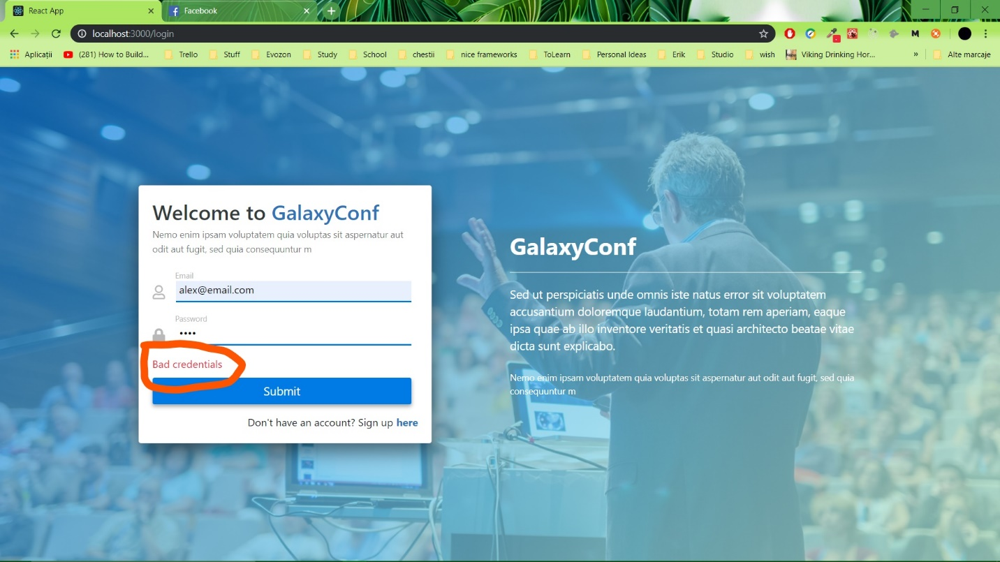 React App
Facebook
localhost:3000/login
Aplicații
(281) How to Build...
Trello
Stuff
Evozon
Study
School
chestii
nice frameworks
ToLearn
Personal Ideas
Erik
Studio
wish
Viking Drinking Hor...
»
Alte marcaje
Welcome to GalaxyConf
Nemo enim ipsam voluptatem quia voluptas sit aspernatur aut
odit aut fugit, sed quia consequuntur m
Email
alex@email.com
Password
••••
Bad credentials
Submit
Don't have an account? Sign up here
GalaxyConf
Sed ut perspiciatis unde omnis iste natus error sit voluptatem
accusantium doloremque laudantium, totam rem aperiam, eaque
ipsa quae ab illo inventore veritatis et quasi architecto beatae vitae
dicta sunt explicabo.
Nemo enim ipsam voluptatem quia voluptas sit aspernatur aut odit aut fugit, sed quia
consequuntur m